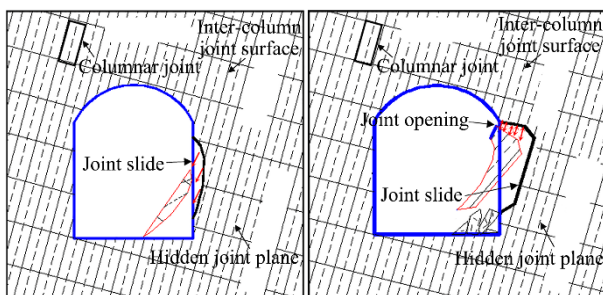 Inter-column
joint surface
Columnar joint
Joint slide
Hidden joint plane
Inter-column
joint surface
Columnar joint
Joint opening
Joint slide
Hidden joint plane